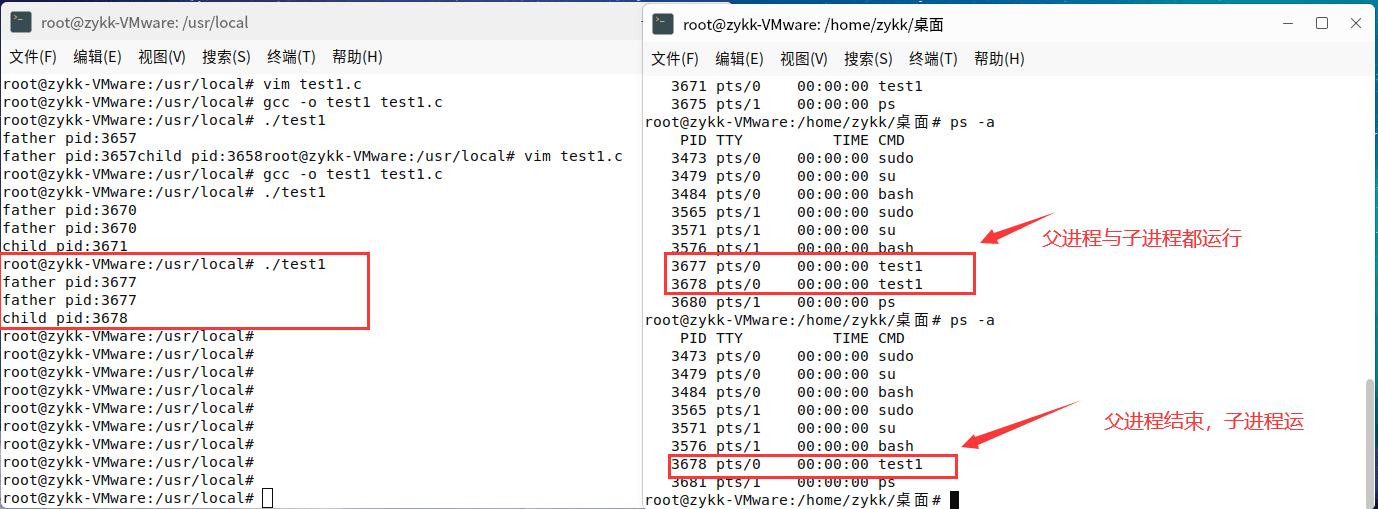 root@zykk-VMware: /usr/local
文件(F) 编辑(E) 视图(V) 搜索(S) 终端(T) 帮助(H)
root@zykk-VMware:/usr/local# vim test1.c
root@zykk-VMware:/usr/local# gcc -o test1 test1.c
root@zykk-VMware:/usr/local# ./test1
father pid:3657
father pid:3657child pid:3658root@zykk-VMware:/usr/local# vim test1.c
root@zykk-VMware:/usr/local# gcc -o test1 test1.c
root@zykk-VMware:/usr/local# ./test1
father pid:3670
father pid:3670
child pid:3671
root@zykk-VMware:/usr/local# ./test1
father pid:3677
father pid:3677
child pid:3678
root@zykk-VMware:/usr/local#
root@zykk-VMware:/usr/local#
root@zykk-VMware:/usr/local#
root@zykk-VMware:/usr/local#
root@zykk-VMware:/usr/local#
root@zykk-VMware:/usr/local#
root@zykk-VMware:/usr/local#
root@zykk-VMware:/usr/local#
root@zykk-VMware:/usr/local#
root@zykk-VMware:/usr/local#
root@zykk-VMware: /home/zykk/桌面
文件(F) 编辑(E) 视图(V) 搜索(S) 终端(T) 帮助(H)
3671 pts/0 00:00:00 test1
3675 pts/1 00:00:00 ps
root@zykk-VMware:/home/zykk/桌面# ps -a
PID TTY TIME CMD
3473 pts/0 00:00:00 sudo
3479 pts/0 00:00:00 su
3484 pts/0 00:00:00 bash
3565 pts/1 00:00:00 sudo
3571 pts/1 00:00:00 su
3576 pts/1 00:00:00 bash
父进程与子进程都运行
3677 pts/0 00:00:00 test1
3678 pts/0 00:00:00 test1
3680 pts/1 00:00:00 ps
root@zykk-VMware:/home/zykk/桌面# ps -a
PID TTY TIME CMD
3473 pts/0 00:00:00 sudo
3479 pts/0 00:00:00 su
3484 pts/0 00:00:00 bash
3565 pts/1 00:00:00 sudo
3571 pts/1 00:00:00 su
父进程结束，子进程运
3576 pts/1 00:00:00 bash
3678 pts/0 00:00:00 test1
3681 pts/1 00:00:00 ps
root@zykk-VMware:/home/zykk/桌面#